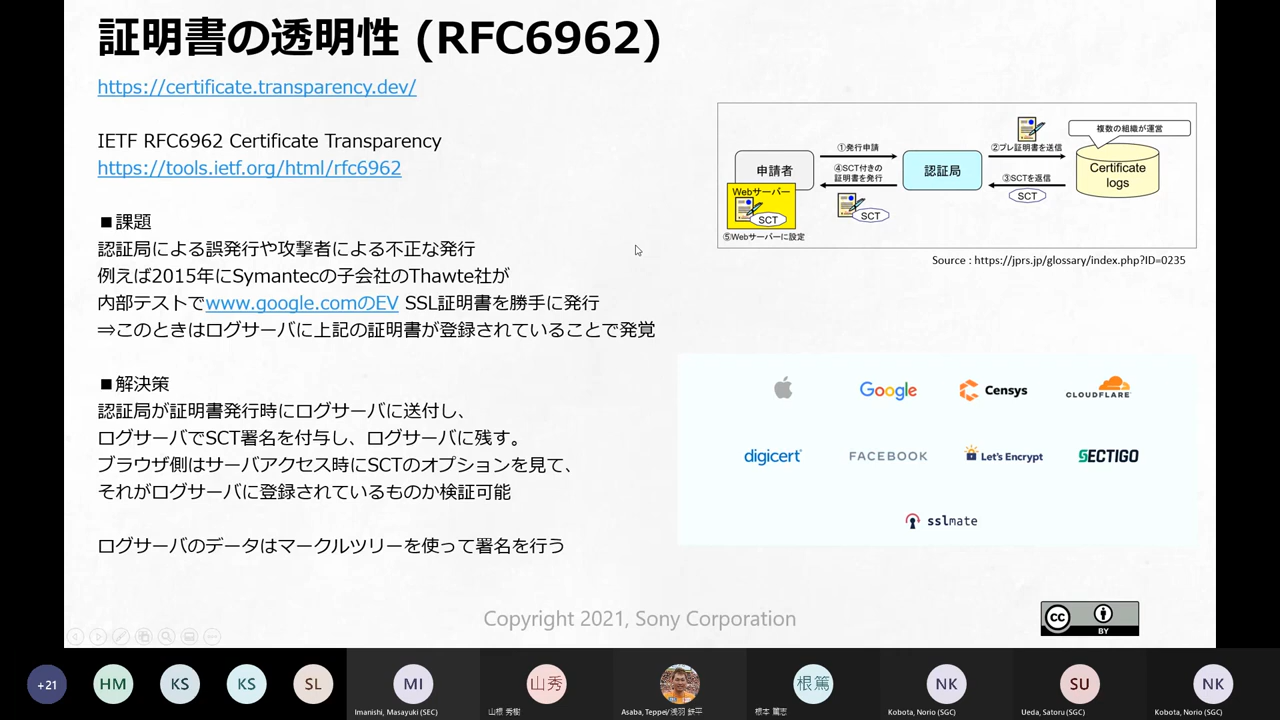 証明書の透明性 (RFC6962)
https://certificate.transparency.dev/
IETF RFC6962 Certificate Transparency
https://tools.ietf.org/html/rfc6962
■課題
認証局による誤発行や攻撃者による不正な発行
例えば2015年にSymantecの子会社のThawte社が
内部テストでwww.google.comのEV SSL証明書を勝手に発行
⇒このときはログサーバに上記の証明書が登録されていることで発覚
■解決策
認証局が証明書発行時にログサーバに送付し、
ログサーバでSCT署名を付与し、ログサーバに残す。
ブラウザ側はサーバアクセス時にSCTのオプションを見て、
それがログサーバに登録されているものか検証可能
ログサーバのデータはマークルツリーを使って署名を行う
複数の組織が運営
①発行申請
②プレ証明書を送信
申請者
認証局
Certificate
logs
④SCT付きの
証明書を発行
③SCTを返信
Webサーバー
SCT
SCT
SCT
⑤Webサーバーに設定
Source : https://jprs.jp/glossary/index.php?ID=0235
Google
Censys
CLOUDFLARE
digicert
FACEBOOK
Let's Encrypt
SECTIGO
sslmate
Copyright 2021, Sony Corporation
cc
BY
+21
HM
KS
KS
SL
MI
山秀
根篤
NK
SU
NK
Imanishi, Masayuki (SEC)
山根 秀樹
Asaba, Teppei/浅羽 鉄平
根本 篤志
Kobota, Norio (SGC)
Ueda, Satoru (SGC)
Kobota, Norio (SGC)